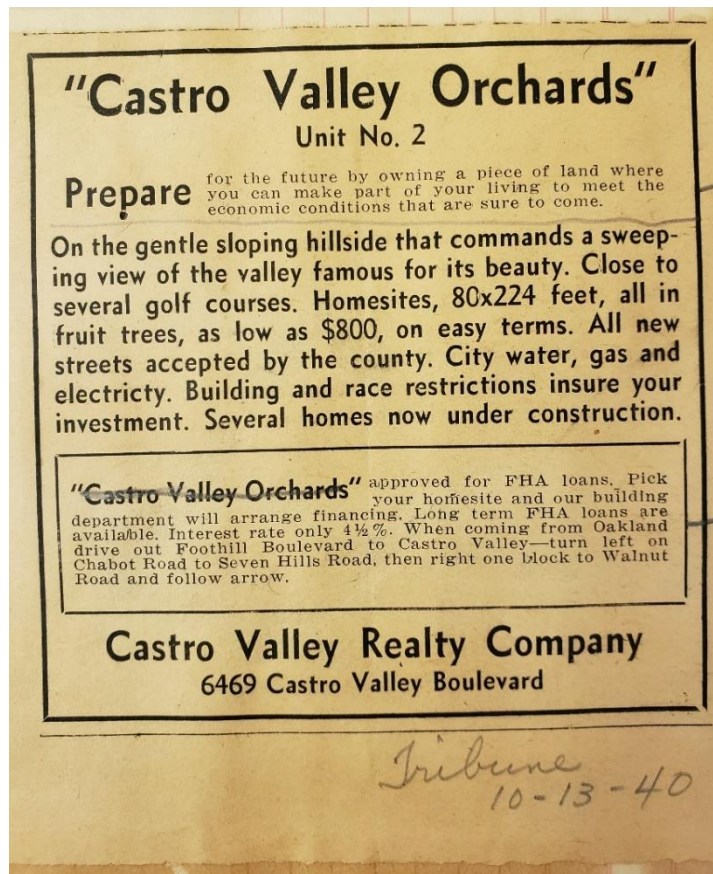 "Castro Valley Orchards"
Unit No. 2
Prepare for the future by owning a piece of land where
you can make part of your living to meet the
economic conditions that are sure to come.
On the gentle sloping hillside that commands a sweep-
ing view of the valley famous for its beauty. Close to
several golf courses. Homesites, 80x224 feet, all in
fruit trees, as low as $800, on easy terms. All new
streets accepted by the county. City water, gas and
electricty. Building and race restrictions insure your
investment. Several homes now under construction.
"Castro Valley Orchards" approved for FHA loans. Pick
your homesite and our building
department will arrange financing. Long term FHA loans are
available. Interest rate only 4½%. When coming from Oakland
drive out Foothill Boulevard to Castro Valley—turn left on
Chabot Road to Seven Hills Road, then right one block to Walnut
Road and follow arrow.
Castro Valley Realty Company
6469 Castro Valley Boulevard
Tribune
10-13-40